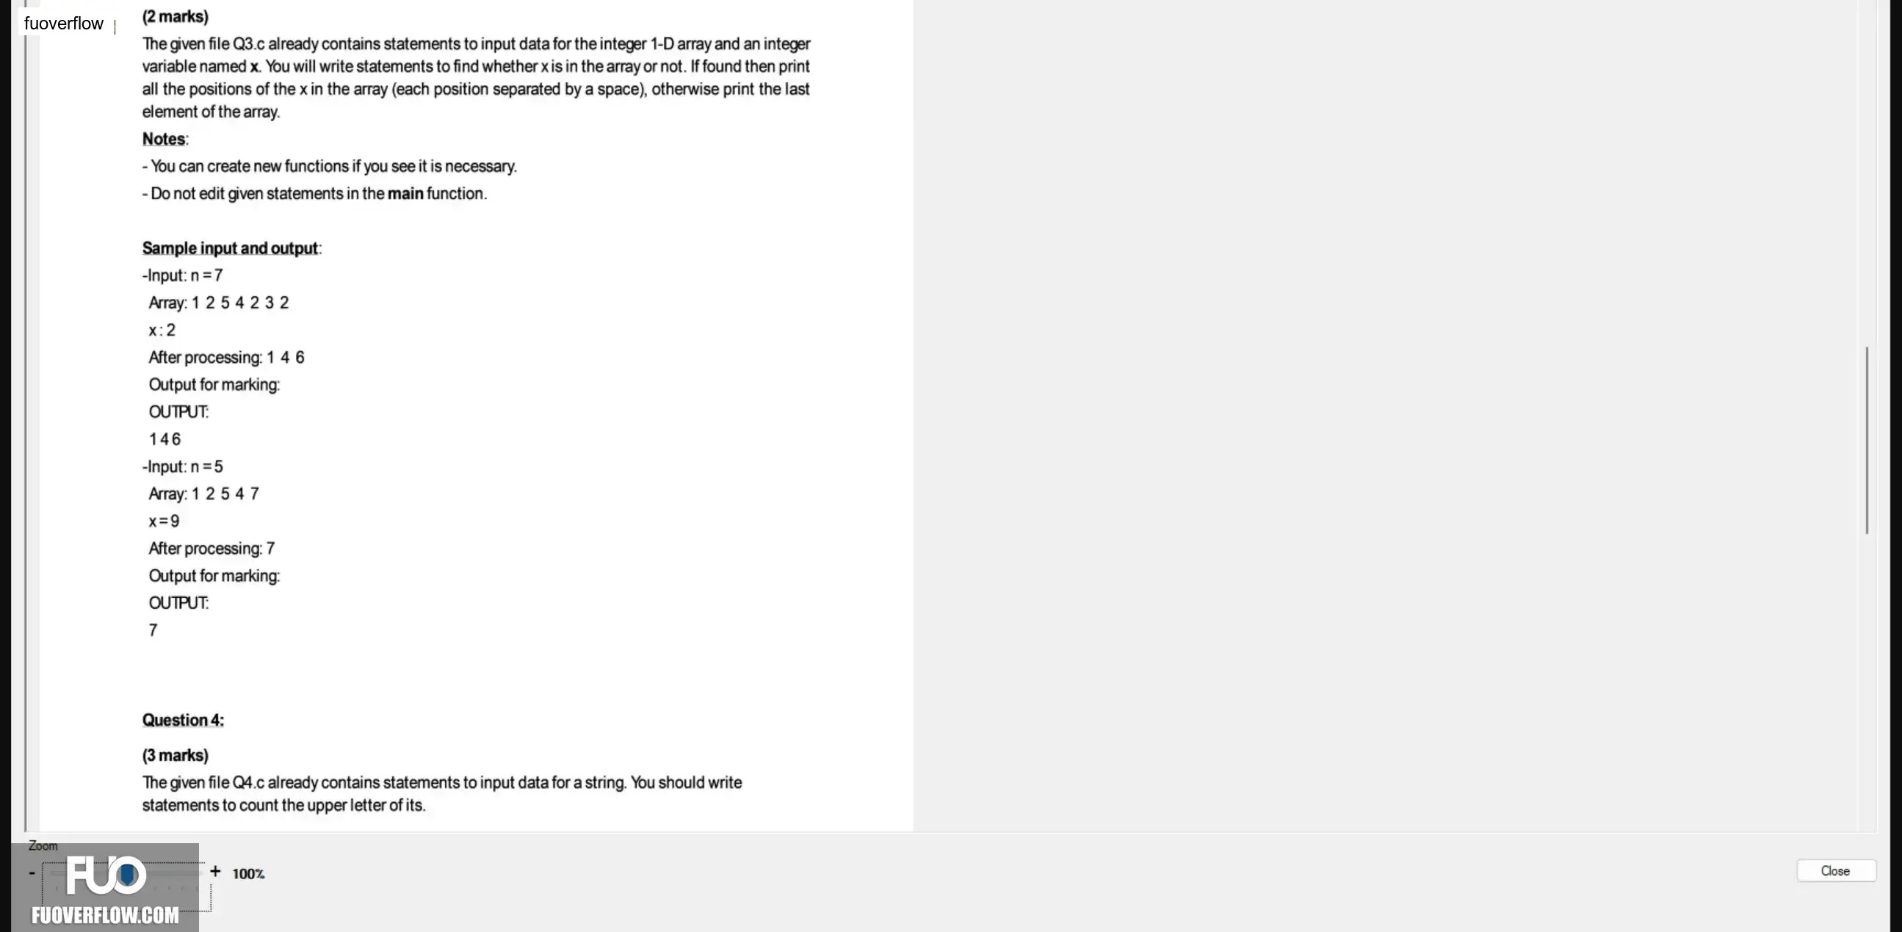 fuoverflow
(2 marks)
The given file Q3.c already contains statements to input data for the integer 1-D array and an integer
variable named x. You will write statements to find whether x is in the array or not. If found then print
all the positions of the x in the array (each position separated by a space), otherwise print the last
element of the array.
Notes:
- You can create new functions if you see it is necessary.
- Do not edit given statements in the main function.
Sample input and output:
-Input: n = 7
Array: 1 2 5 4 2 3 2
x : 2
After processing: 1 4 6
Output for marking:
OUTPUT:
1 4 6
-Input: n = 5
Array: 1 2 5 4 7
x = 9
After processing: 7
Output for marking:
OUTPUT:
7
Question 4:
(3 marks)
The given file Q4.c already contains statements to input data for a string. You should write
statements to count the upper letter of its.
Zoom
- + 100%
Close
FUO
FUOVERFLOW.COM